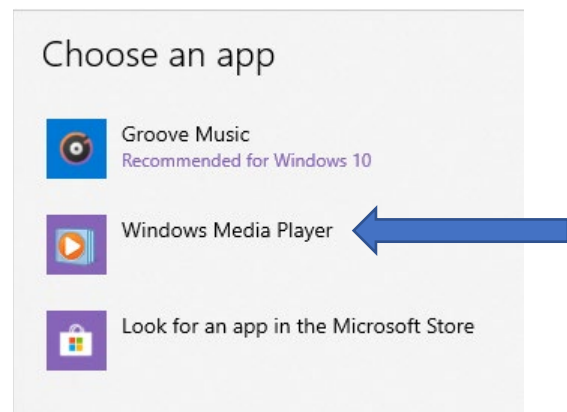 Choose an app
Groove Music
Recommended for Windows 10
Windows Media Player
Look for an app in the Microsoft Store